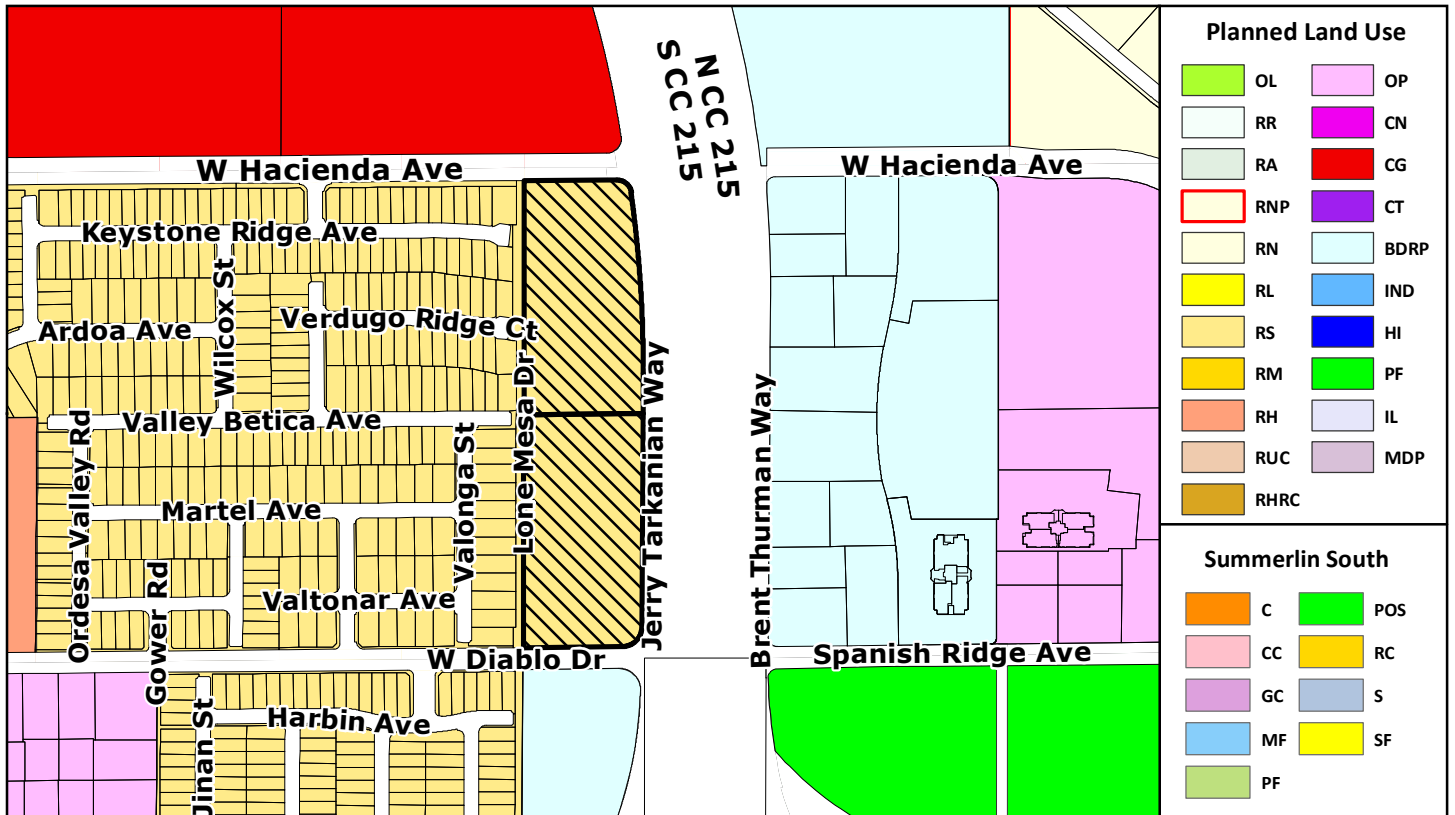 N CC 215
S CC 215
W Hacienda Ave
W Hacienda Ave
Keystone Ridge Ave
Wilcox St
Ardoa Ave
Verdugo Ridge Ct
Lone Mesa Dr
Jerry Tarkanian Way
Brent Thurman Way
Valley Betica Ave
Ordesa Valley Rd
Valonga St
Martel Ave
Gower Rd
Valtonar Ave
W Diablo Dr
Spanish Ridge Ave
Jinan St
Harbin Ave
Planned Land Use
OL
RR
RA
RNP
RN
RL
RS
RM
RH
RUC
RHRC
OP
CN
CG
CT
BDRP
IND
HI
PF
IL
MDP
Summerlin South
C
CC
GC
MF
PF
POS
RC
S
SF